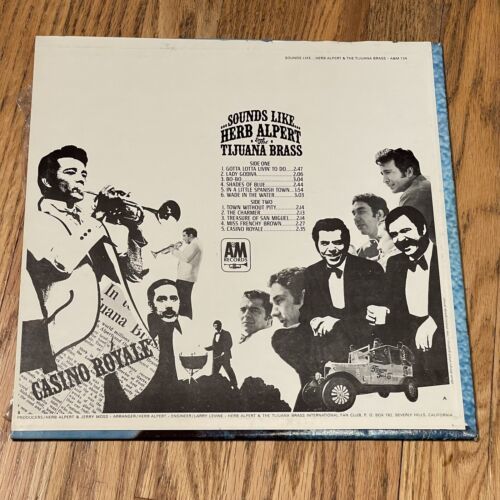 SOUNDS LIKE... HERB ALPERT & THE TIJUANA BRASS - A&M 124
...SOUNDS LIKE...
HERB ALPERT
and the
TIJUANA BRASS
SIDE ONE
1. GOTTA LOTTA LIVIN' TO DO....2:47
2. LADY GODIVA....2:06
3. BO-BO....3:04
4. SHADES OF BLUE....2:44
5. IN A LITTLE SPANISH TOWN...1:54
6. WADE IN THE WATER....3:03
SIDE TWO
1. TOWN WITHOUT PITY....2:14
2. THE CHARMER....2:13
3. TREASURE OF SAN MIGUEL...2:14
4. MISS FRENCHY BROWN....2:27
5. CASINO ROYALE....2:35
A&M
RECORDS
CASINO ROYALE
A
PRODUCERS/HERB ALPERT & JERRY MOSS - ARRANGER/HERB ALPERT - ENGINEER/LARRY LEVINE - HERB ALPERT & THE TIJUANA BRASS INTERNATIONAL FAN CLUB, P. O. BOX 782, BEVERLY HILLS, CALIFORNIA